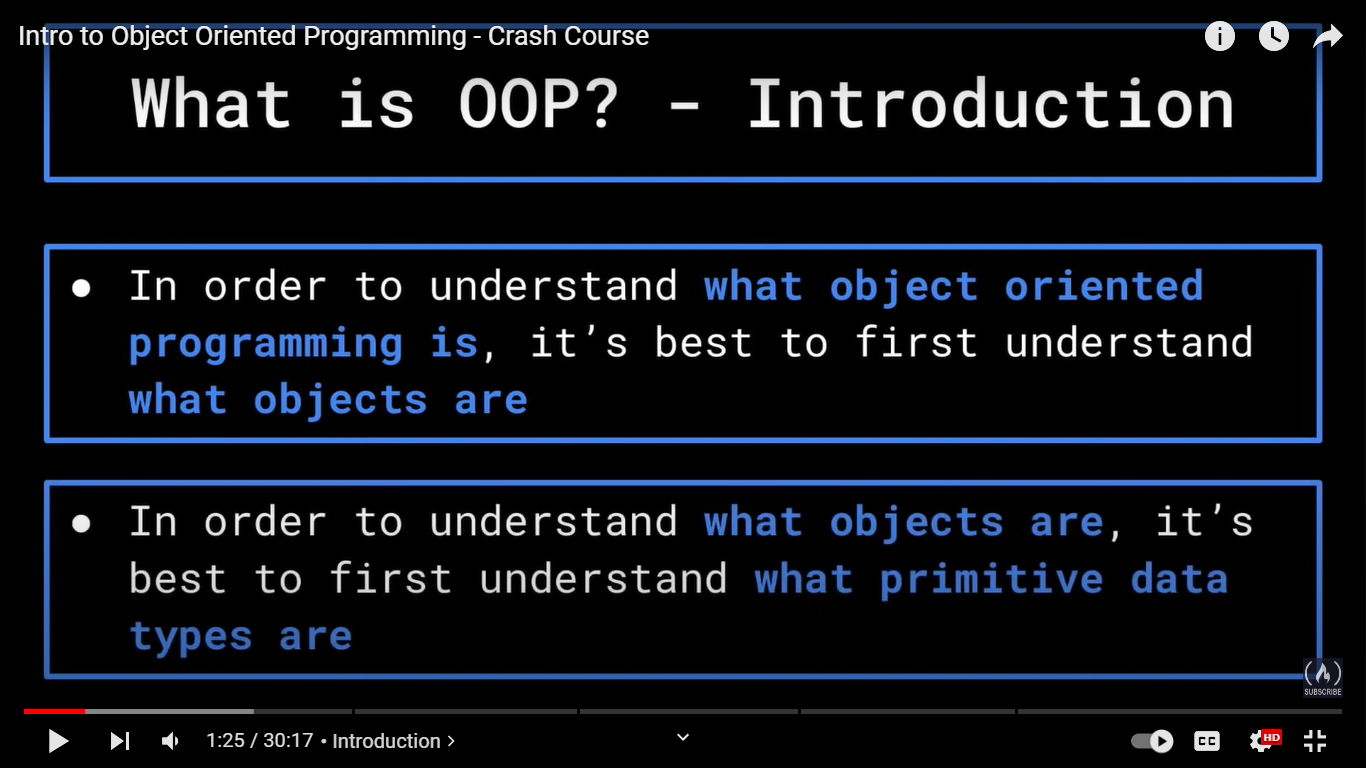 Intro to Object Oriented Programming - Crash Course
What is OOP? - Introduction
● In order to understand what object oriented
programming is, it’s best to first understand
what objects are
● In order to understand what objects are, it’s
best to first understand what primitive data
types are
SUBSCRIBE
1:25 / 30:17 • Introduction ›
CC
HD